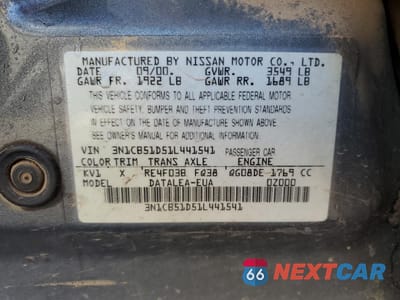 MANUFACTURED BY NISSAN MOTOR CO., LTD.
DATE 09/00. GVWR. 3549 LB
GAWR FR. 1922 LB GAWR RR. 1689 LB
THIS VEHICLE CONFORMS TO ALL APPLICABLE FEDERAL MOTOR
VEHICLE SAFETY, BUMPER AND THEFT PREVENTION STANDARDS
IN EFFECT ON THE DATE OF MANUFACTURE SHOWN ABOVE.
SEE OWNERS MANUAL FOR ADDITIONAL INFORMATION.
VIN 3N1CB51D51L441541 PASSENGER CAR
COLOR TRIM TRANS AXLE ENGINE
KV1 X RE4F03B FQ38 QG18DE 1769 CC
MODEL DATALEA-EUA 0Z000
3N1CB51D51L441541
66 NEXTCAR